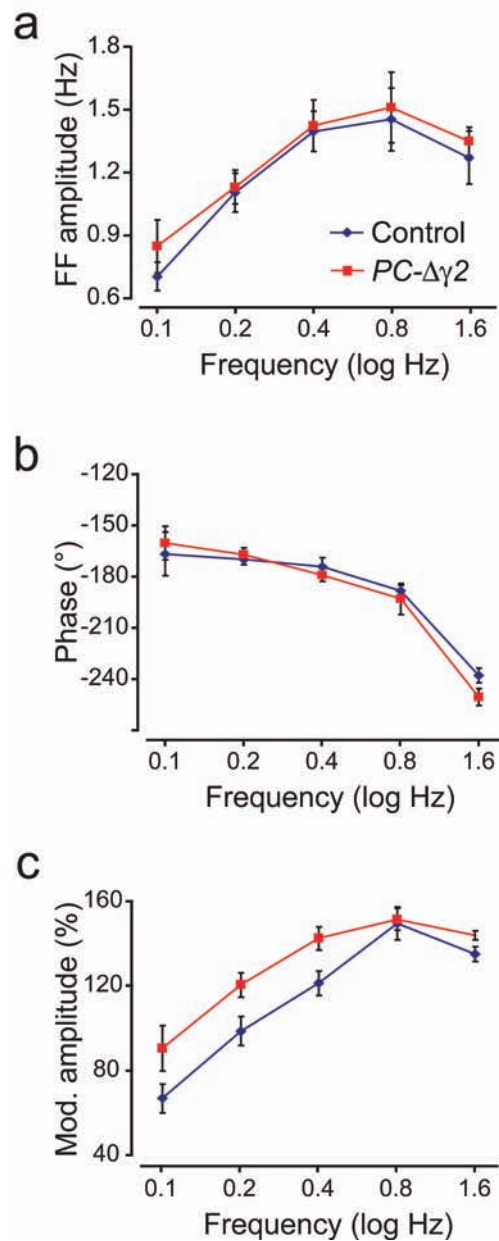 a
FF amplitude (Hz)
1.8
1.5
1.2
0.9
0.6
Control
PC-Δγ2
0.1 0.2 0.4 0.8 1.6
Frequency (log Hz)
b
Phase (°)
-120
-150
-180
-210
-240
0.1 0.2 0.4 0.8 1.6
Frequency (log Hz)
c
Mod. amplitude (%)
160
120
80
40
0.1 0.2 0.4 0.8 1.6
Frequency (log Hz)